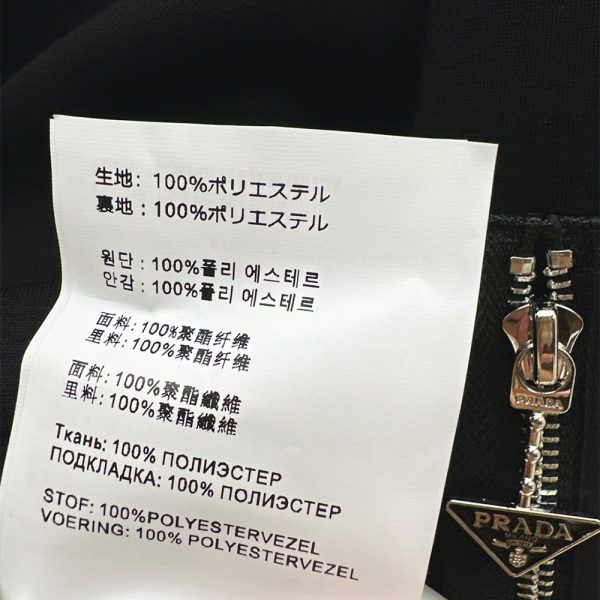 生地: 100%ポリエステル
裏地 : 100%ポリエステル
원단 : 100%폴리 에스테르
안감 : 100%폴리 에스테르
面料: 100%聚酯纤维
里料: 100%聚酯纤维
面料: 100%聚酯纖維
里料: 100%聚酯纖維
Ткань: 100% ПОЛИЭСТЕР
ПОДКЛАДКА: 100% ПОЛИЭСТЕР
STOF: 100%POLYESTERVEZEL
VOERING: 100% POLYESTERVEZEL
PRADA
PRADA
MILANO